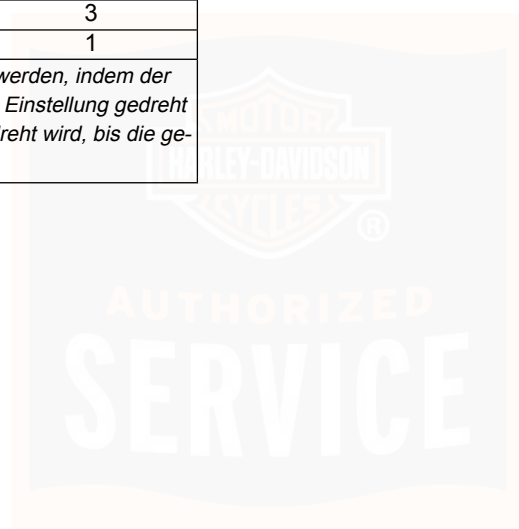 3
1
werden, indem der
Einstellung gedreht
reht wird, bis die ge-
MOTOR
HARLEY-DAVIDSON
CYCLES
®
AUTHORIZED
SERVICE